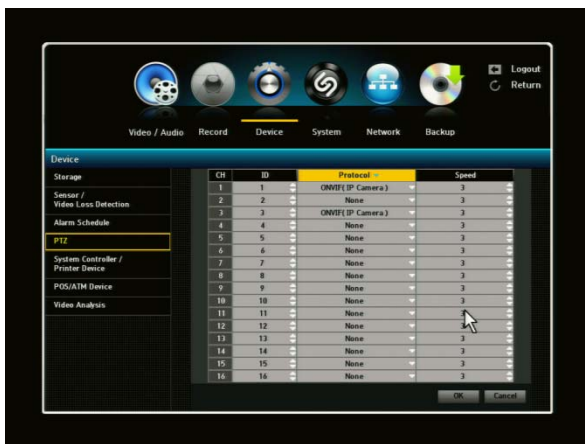 Logout
Return
Video / Audio Record Device System Network Backup
Device
Storage
Sensor /
Video Loss Detection
Alarm Schedule
PTZ
System Controller /
Printer Device
POS/ATM Device
Video Analysis
CH ID Protocol Speed
1 1 ONVIF( IP Camera ) 3
2 2 None 3
3 3 ONVIF( IP Camera ) 3
4 4 None 3
5 5 None 3
6 6 None 3
7 7 None 3
8 8 None 3
9 9 None 3
10 10 None 3
11 11 None 3
12 12 None 3
13 13 None 3
14 14 None 3
15 15 None 3
16 16 None 3
OK Cancel